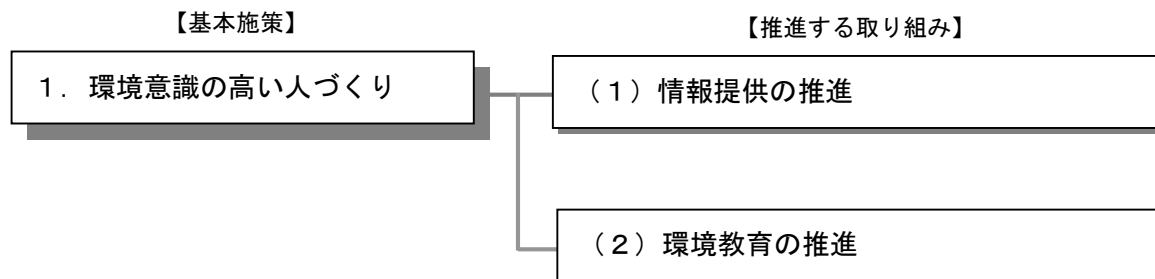 【基本施策】
【推進する取り組み】
１．環境意識の高い人づくり
（１）情報提供の推進
（２）環境教育の推進